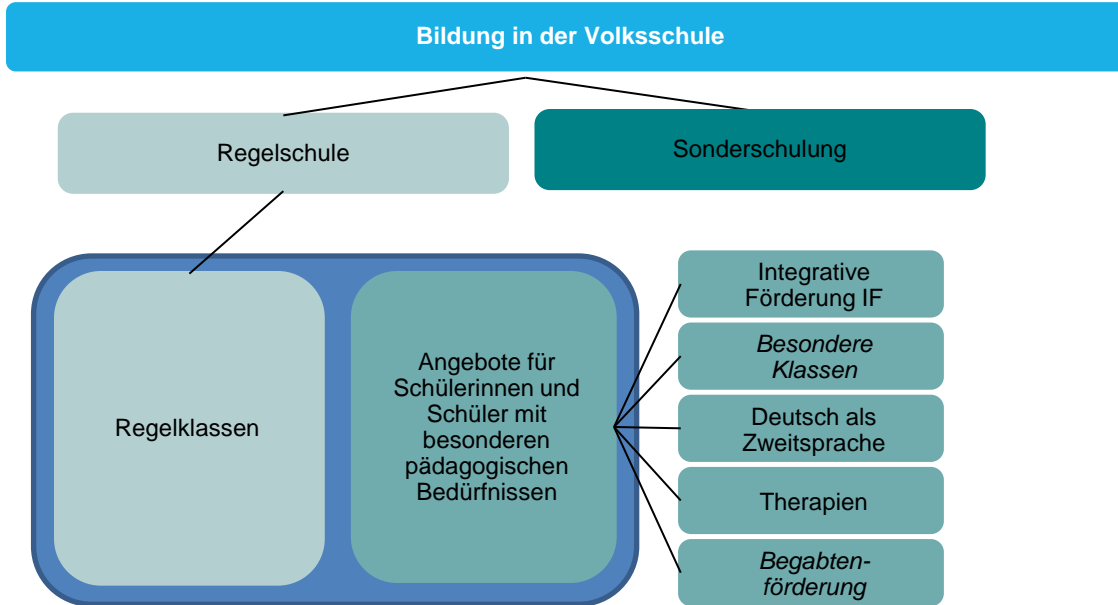 Bildung in der Volksschule
Regelschule
Sonderschulung
Regelklassen
Angebote für
Schülerinnen und
Schüler mit
besonderen
pädagogischen
Bedürfnissen
Integrative
Förderung IF
Besondere
Klassen
Deutsch als
Zweitsprache
Therapien
Begabten-
förderung